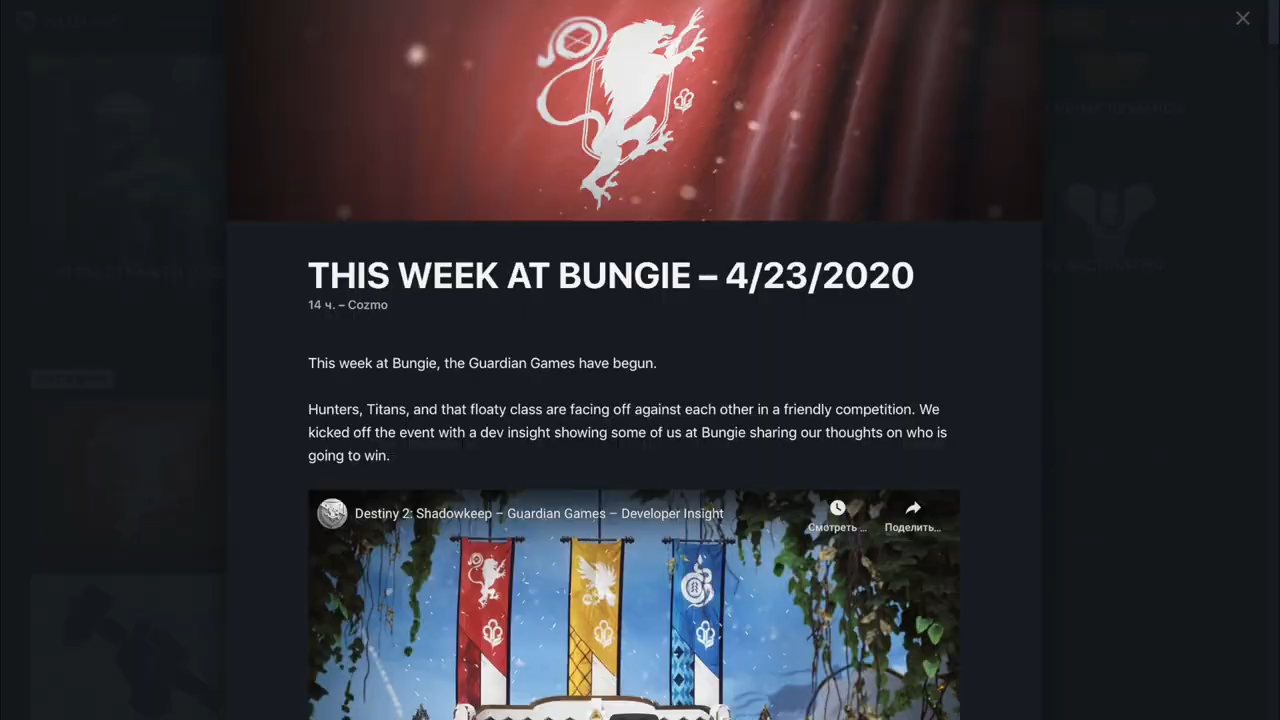 THIS WEEK AT BUNGIE – 4/23/2020
14 ч. – Cozmo
This week at Bungie, the Guardian Games have begun.
Hunters, Titans, and that floaty class are facing off against each other in a friendly competition. We
kicked off the event with a dev insight showing some of us at Bungie sharing our thoughts on who is
going to win.
Destiny 2: Shadowkeep – Guardian Games – Developer Insight
Смотреть ...
Поделить...